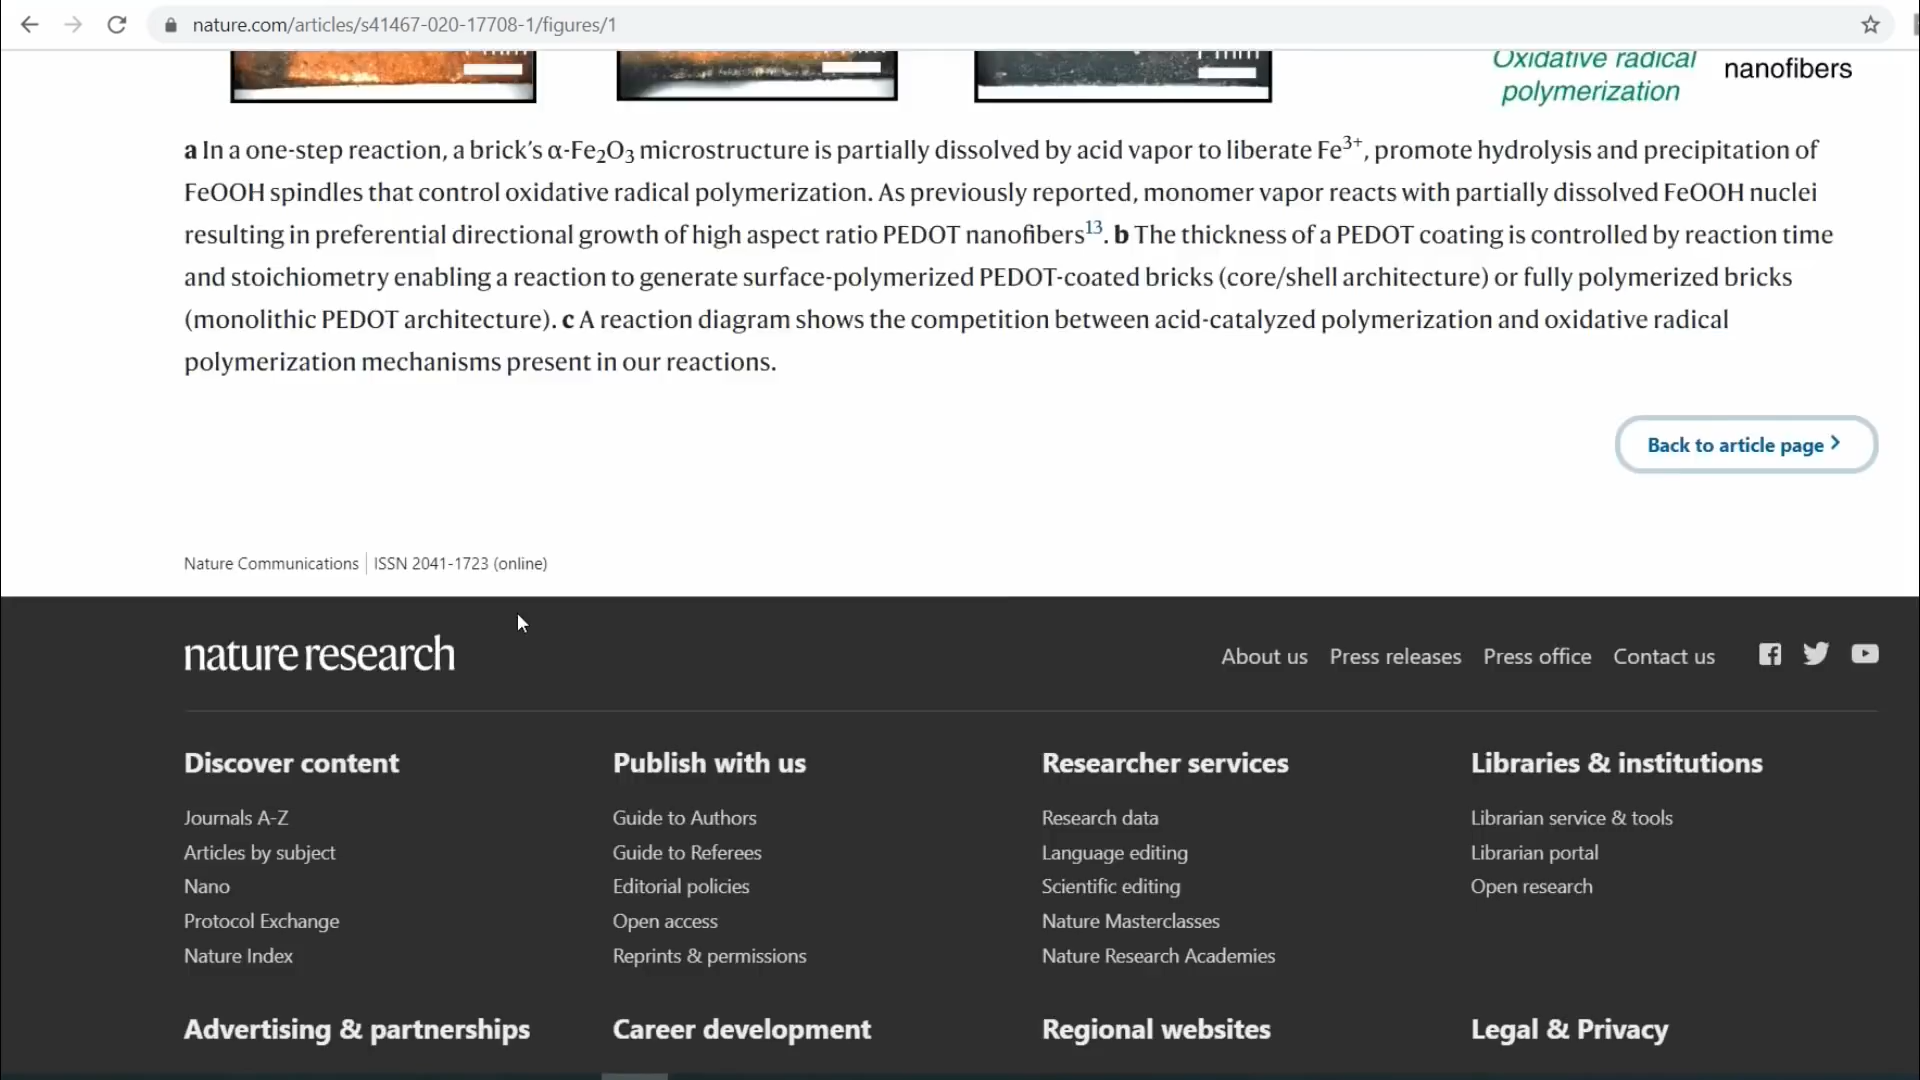 nature.com/articles/s41467-020-17708-1/figures/1
Oxidative radical
polymerization
nanofibers
a In a one-step reaction, a brick's α-Fe₂O₃ microstructure is partially dissolved by acid vapor to liberate Fe³⁺, promote hydrolysis and precipitation of
FeOOH spindles that control oxidative radical polymerization. As previously reported, monomer vapor reacts with partially dissolved FeOOH nuclei
resulting in preferential directional growth of high aspect ratio PEDOT nanofibers¹³. b The thickness of a PEDOT coating is controlled by reaction time
and stoichiometry enabling a reaction to generate surface-polymerized PEDOT-coated bricks (core/shell architecture) or fully polymerized bricks
(monolithic PEDOT architecture). c A reaction diagram shows the competition between acid-catalyzed polymerization and oxidative radical
polymerization mechanisms present in our reactions.
Back to article page
Nature Communications | ISSN 2041-1723 (online)
nature research
About us Press releases Press office Contact us
Discover content
Journals A-Z
Articles by subject
Nano
Protocol Exchange
Nature Index
Publish with us
Guide to Authors
Guide to Referees
Editorial policies
Open access
Reprints & permissions
Researcher services
Research data
Language editing
Scientific editing
Nature Masterclasses
Nature Research Academies
Libraries & institutions
Librarian service & tools
Librarian portal
Open research
Advertising & partnerships
Career development
Regional websites
Legal & Privacy